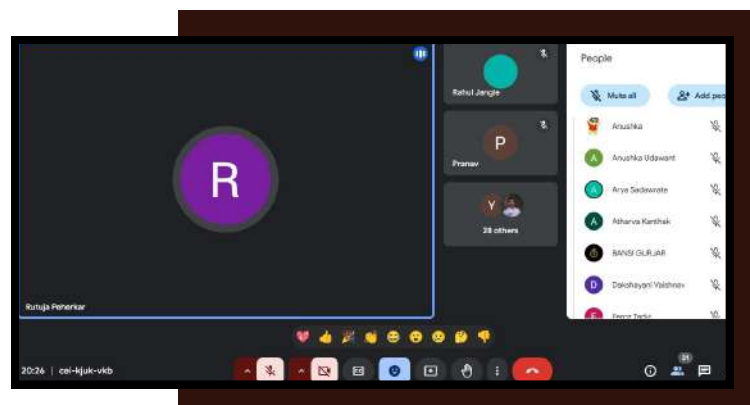 People
Mute all
Add peo
Rahul Jangle
P
Pranav
Y
28 others
R
Rutuja Peherkar
Anushka
A
Anushka Udawant
A
Arya Sadawrate
A
Atharva Kanthak
BANSI GURJAR
D
Dakshayani Vaishnav
20:26 | cei-kjuk-vkb
31